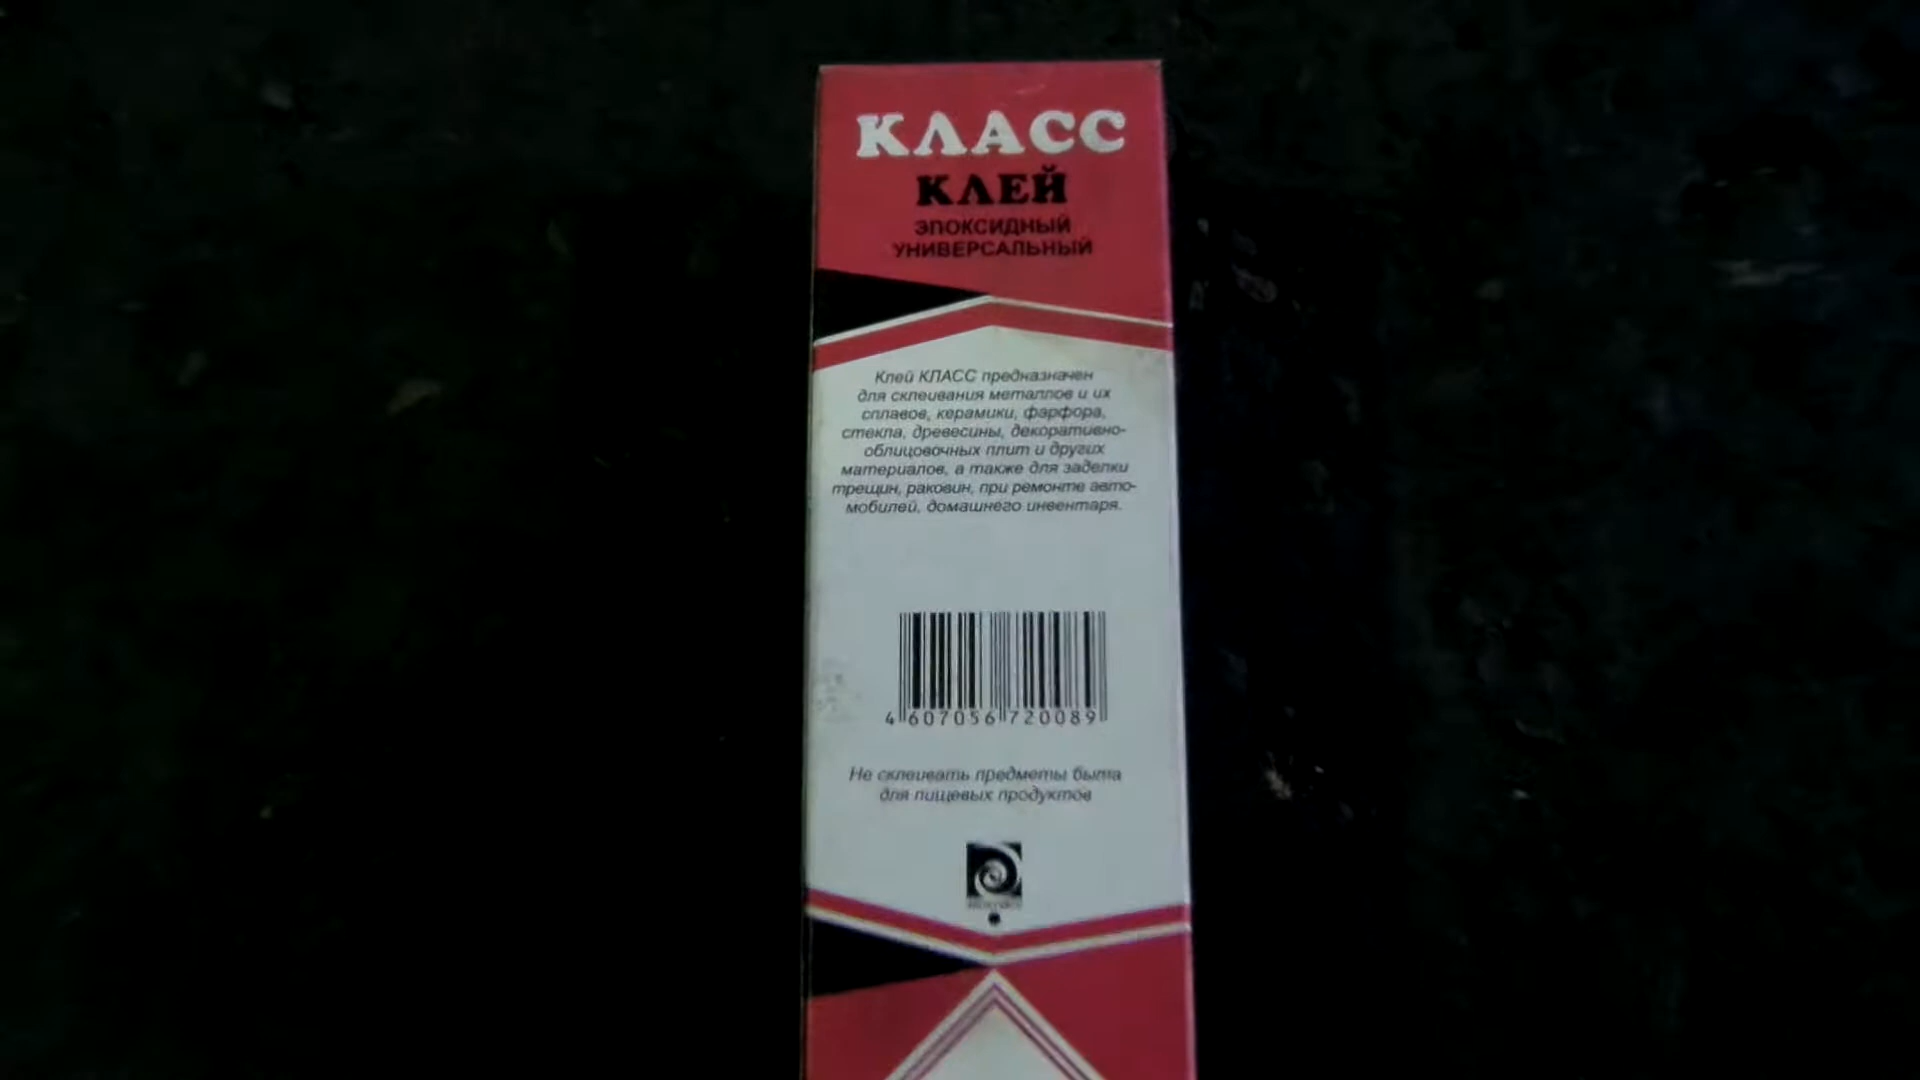 КЛАСС
КЛЕЙ
ЭПОКСИДНЫЙ
УНИВЕРСАЛЬНЫЙ
Клей КЛАСС предназначен
для склеивания металлов и их
сплавов, керамики, фарфора,
стекла, древесины, декоративно-
облицовочных плит и других
материалов, а также для заделки
трещин, раковин, при ремонте авто-
мобилей, домашнего инвентаря.
4 607056 720089
Не склеивать предметы быта
для пищевых продуктов